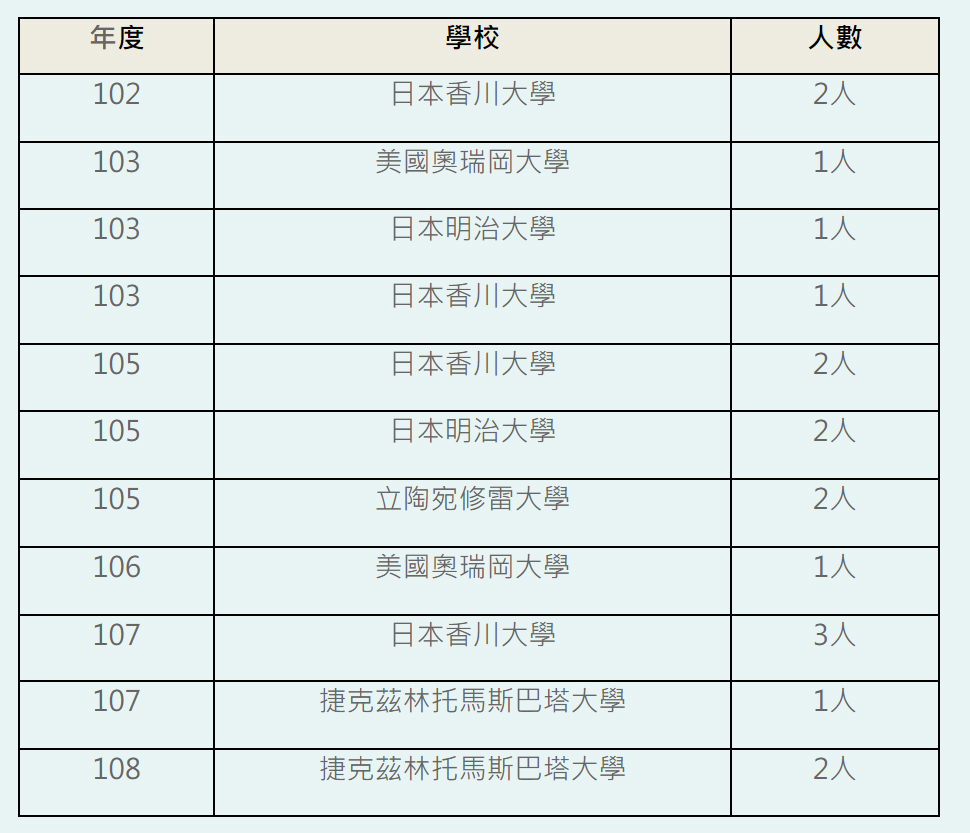 年度 學校 人數
102 日本香川大學 2人
103 美國奧瑞岡大學 1人
103 日本明治大學 1人
103 日本香川大學 1人
105 日本香川大學 2人
105 日本明治大學 2人
105 立陶宛修雷大學 2人
106 美國奧瑞岡大學 1人
107 日本香川大學 3人
107 捷克茲林托馬斯巴塔大學 1人
108 捷克茲林托馬斯巴塔大學 2人